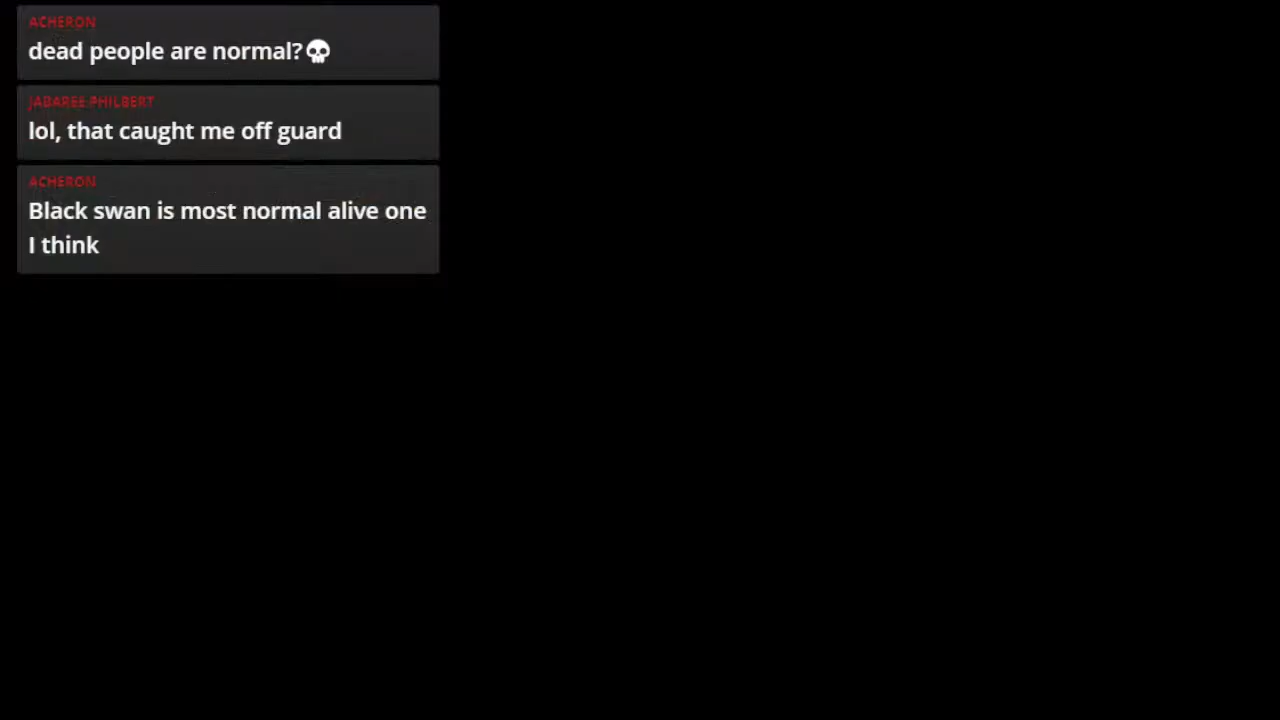 ACHERON
dead people are normal?💀
JABAREE PHILBERT
lol, that caught me off guard
ACHERON
Black swan is most normal alive one
I think